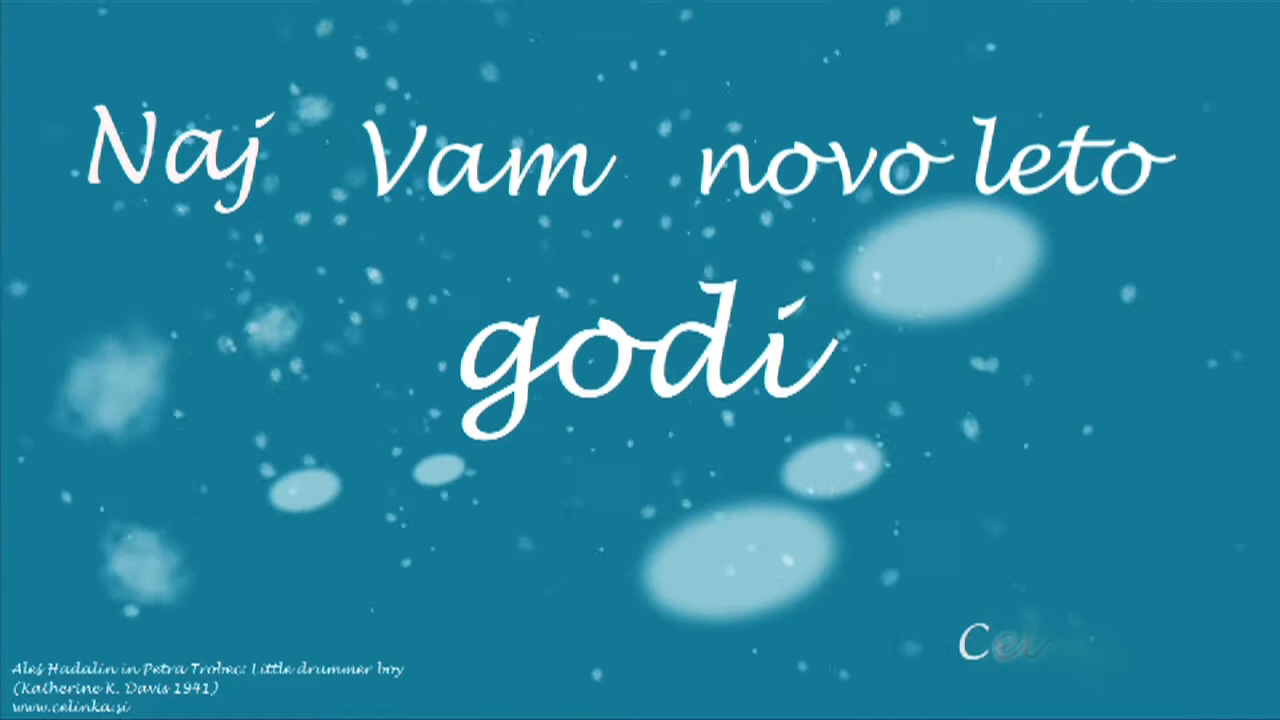 Naj Vam novo leto
godi
Aleš Hadalin in Petra Trobec: Little drummer boy
(Katherine K. Davis 1941)
www.celinka.si